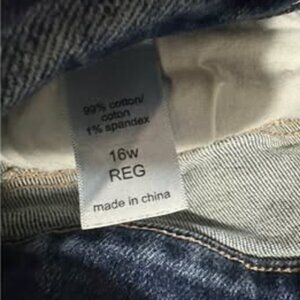 99% cotton/
coton
1% spandex
16w
REG
made in china